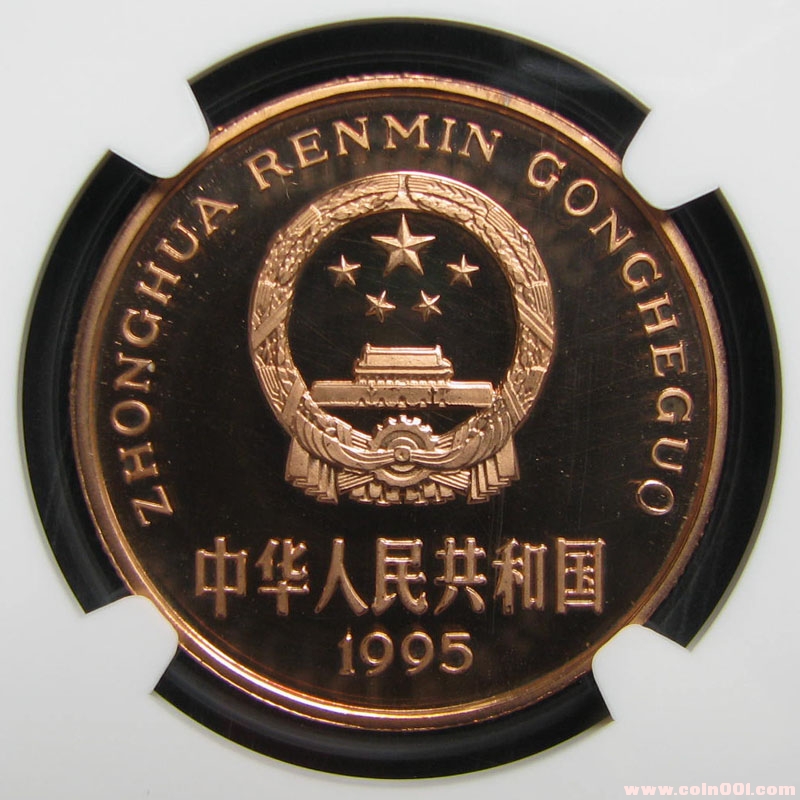 ZHONGHUA RENMIN GONGHEGUO
中华人民共和国
1995
www.coin001.com